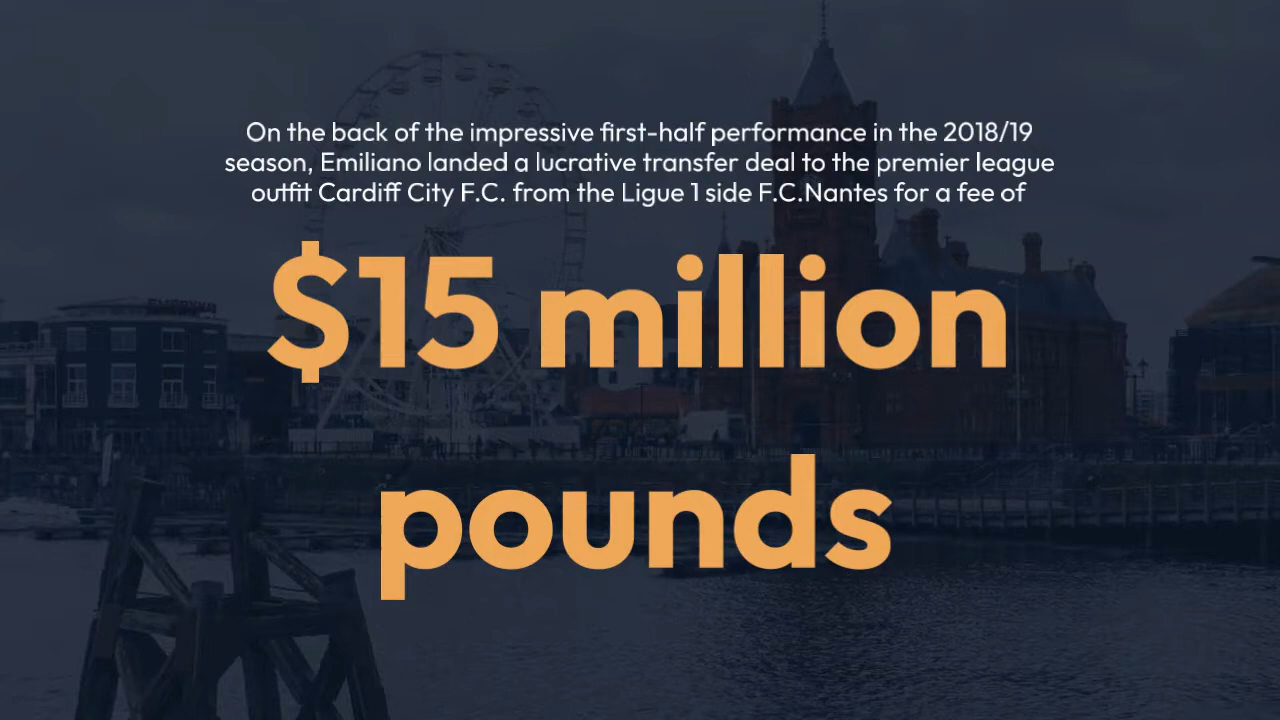 On the back of the impressive first-half performance in the 2018/19
season, Emiliano landed a lucrative transfer deal to the premier league
outfit Cardiff City F.C. from the Ligue 1 side F.C.Nantes for a fee of
$15 million
pounds